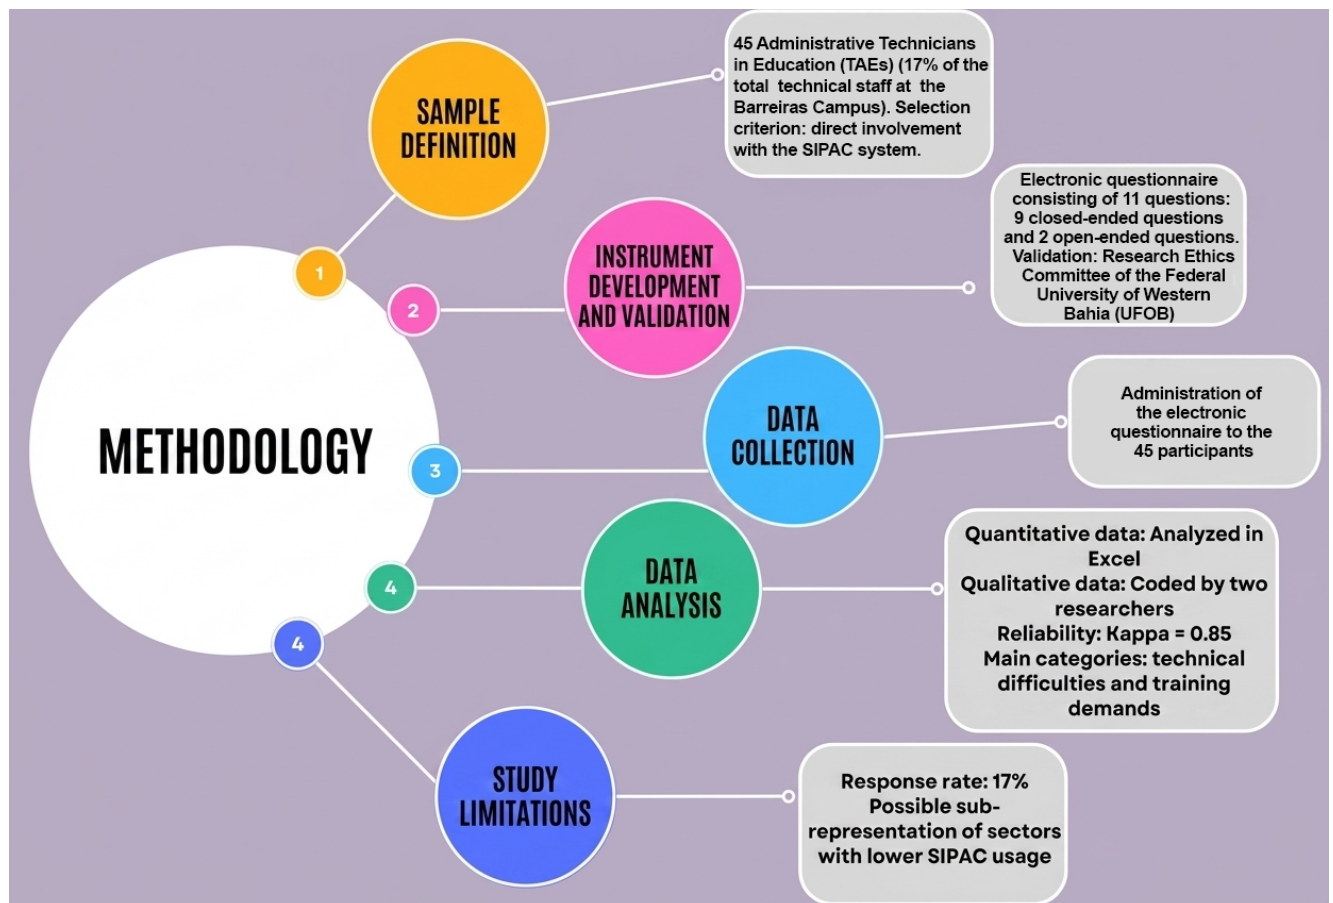 METHODOLOGY
1
SAMPLE
DEFINITION
45 Administrative Technicians
in Education (TAEs) (17% of the
total technical staff at the
Barreiras Campus). Selection
criterion: direct involvement
with the SIPAC system.
2
INSTRUMENT
DEVELOPMENT
AND VALIDATION
Electronic questionnaire
consisting of 11 questions:
9 closed-ended questions
and 2 open-ended questions.
Validation: Research Ethics
Committee of the Federal
University of Western
Bahia (UFOB)
3
DATA
COLLECTION
Administration of
the electronic
questionnaire to the
45 participants
4
DATA
ANALYSIS
Quantitative data: Analyzed in
Excel
Qualitative data: Coded by two
researchers
Reliability: Kappa = 0.85
Main categories: technical
difficulties and training
demands
4
STUDY
LIMITATIONS
Response rate: 17%
Possible sub-
representation of sectors
with lower SIPAC usage